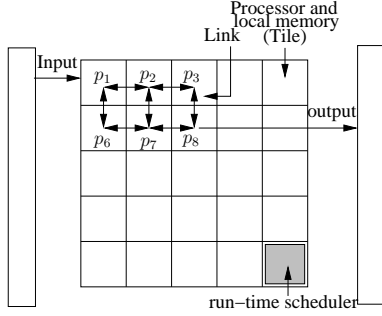 Processor and
local memory
Link (Tile)
Input
p1 p2 p3
output
p6 p7 p8
run-time scheduler